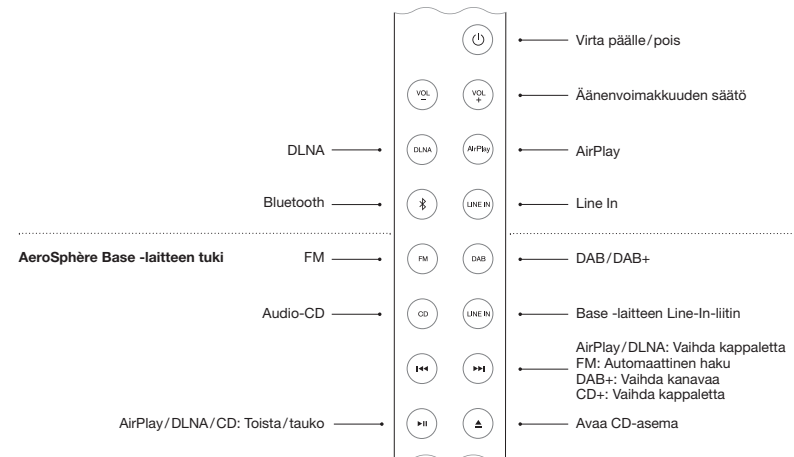 Virta päälle/pois
VOL
−
VOL
+
Äänenvoimakkuuden säätö
DLNA
DLNA
AirPlay
AirPlay
Bluetooth
LINE IN
Line In
AeroSphère Base -laitteen tuki
FM
FM
DAB
DAB/DAB+
Audio-CD
CD
LINE IN
Base -laitteen Line-In-liitin
AirPlay/DLNA: Vaihda kappaletta
FM: Automaattinen haku
DAB+: Vaihda kanavaa
CD+: Vaihda kappaletta
AirPlay/DLNA/CD: Toista/tauko
Avaa CD-asema